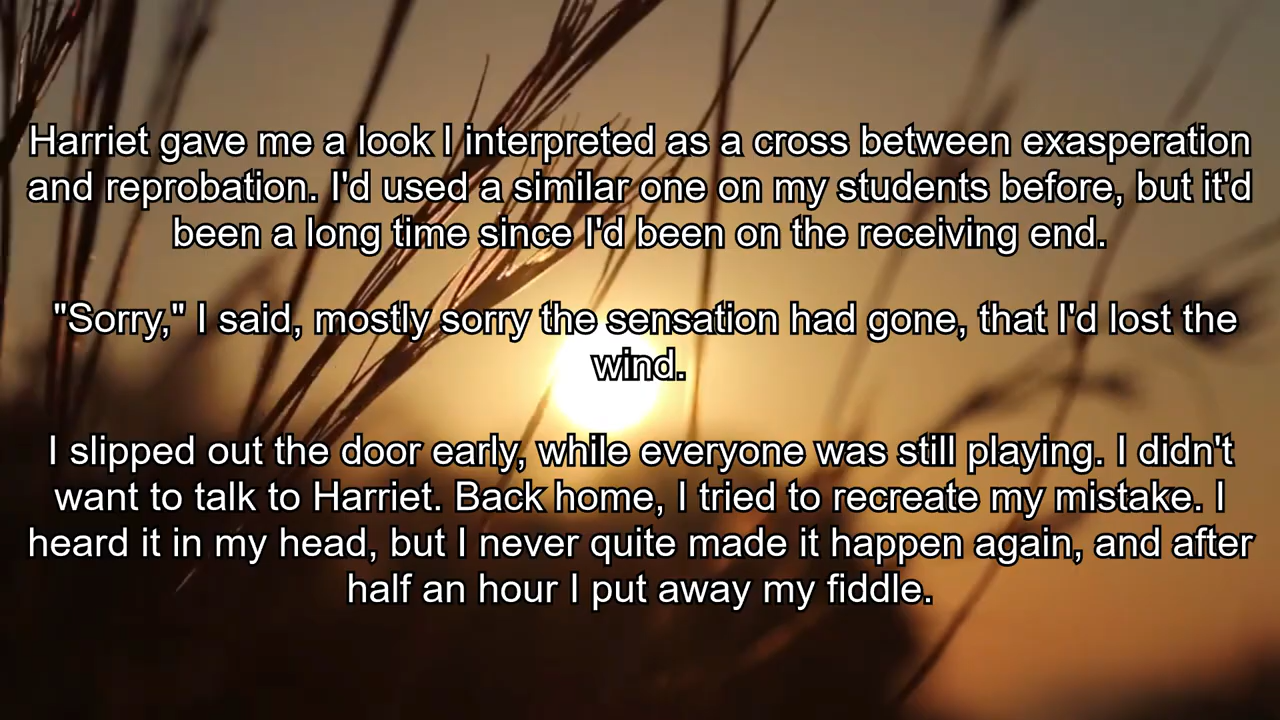 Harriet gave me a look I interpreted as a cross between exasperation
and reprobation. I'd used a similar one on my students before, but it'd
been a long time since I'd been on the receiving end.
"Sorry," I said, mostly sorry the sensation had gone, that I'd lost the
wind.
I slipped out the door early, while everyone was still playing. I didn't
want to talk to Harriet. Back home, I tried to recreate my mistake. I
heard it in my head, but I never quite made it happen again, and after
half an hour I put away my fiddle.